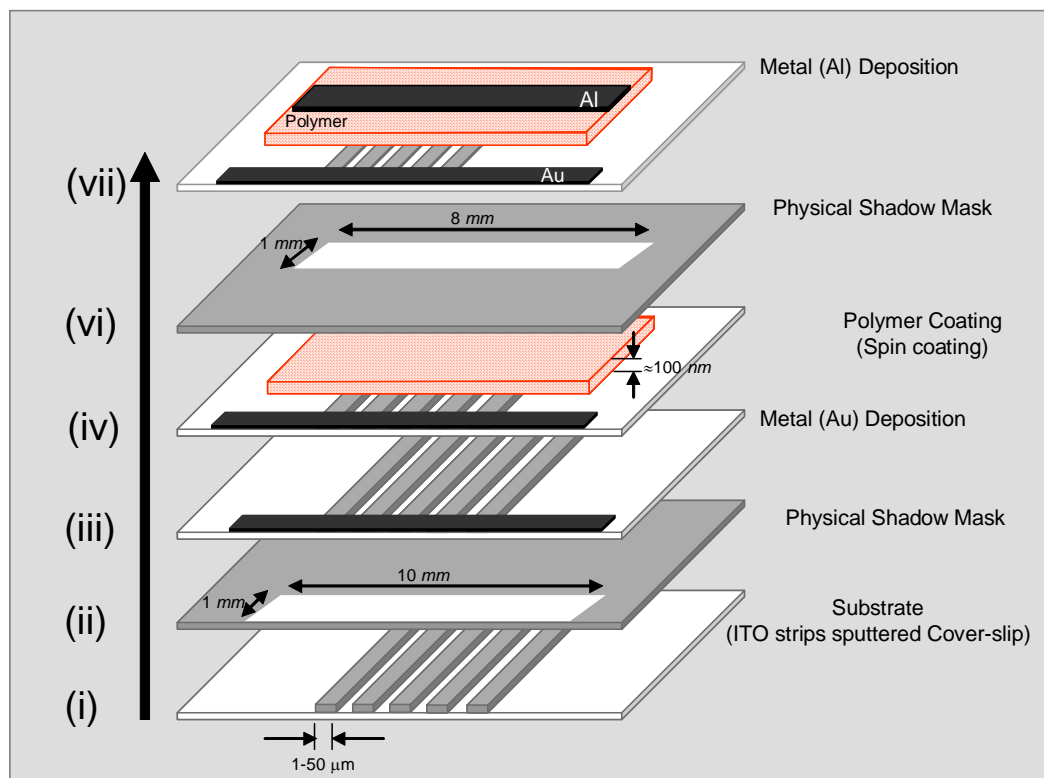 Metal (Al) Deposition
Al
Polymer
Au
(vii)
Physical Shadow Mask
8 mm
1 mm
(vi)
Polymer Coating
(Spin coating)
≈100 nm
(iv)
Metal (Au) Deposition
(iii)
Physical Shadow Mask
10 mm
1 mm
(ii)
Substrate
(ITO strips sputtered Cover-slip)
(i)
1-50 μm